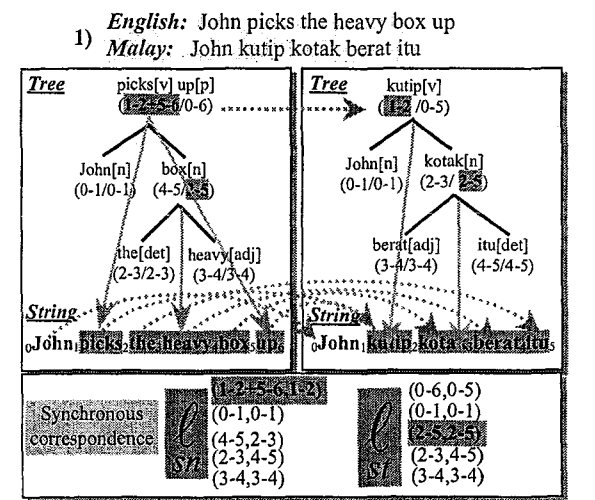 1) English: John picks the heavy box up
Malay: John kutip kotak berat itu
Tree
picks[v] up[p]
(1-2+5-6/0-6)
John[n] box[n]
(0-1/0-1) (4-5/2-5)
the[det] heavy[adj]
(2-3/2-3) (3-4/3-4)
String
0John1picks2the3heavy4box5up6
Tree
kutip[v]
(1-2/0-5)
John[n] kotak[n]
(0-1/0-1) (2-3/2-5)
berat[adj] itu[det]
(3-4/3-4) (4-5/4-5)
String
0John1kutip2kotak3berat4itu5
Synchronous
correspondence
ℓsn
(1-2+5-6,1-2)
(0-1,0-1)
(4-5,2-3)
(2-3,4-5)
(3-4,3-4)
ℓst
(0-6,0-5)
(0-1,0-1)
(2-5,2-5)
(2-3,4-5)
(3-4,3-4)